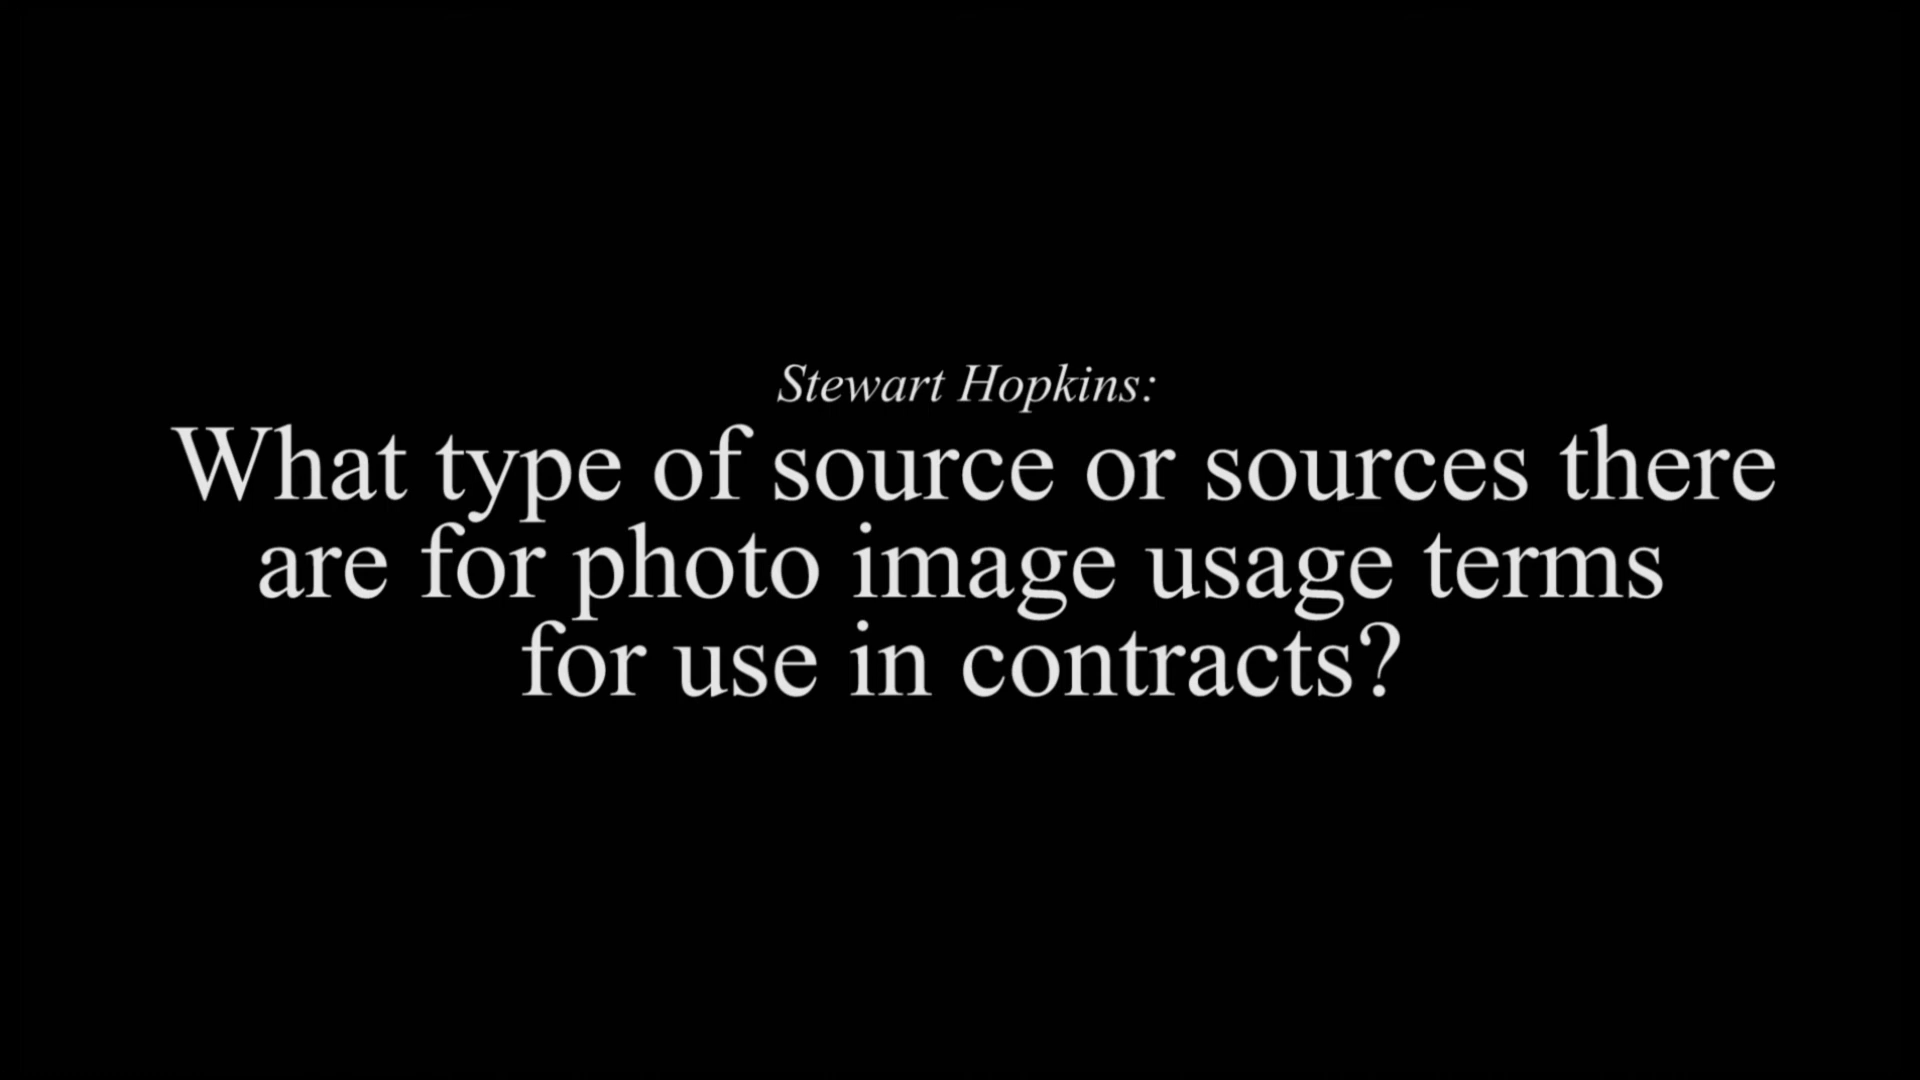 Stewart Hopkins:
What type of source or sources there
are for photo image usage terms
for use in contracts?